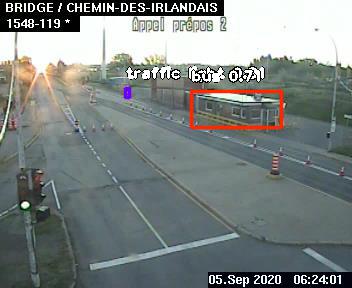 BRIDGE / CHEMIN-DES-IRLANDAIS
1548-119 *
Appel prépos 2
traffic light
bus 0.71
05.Sep 2020 06:24:01